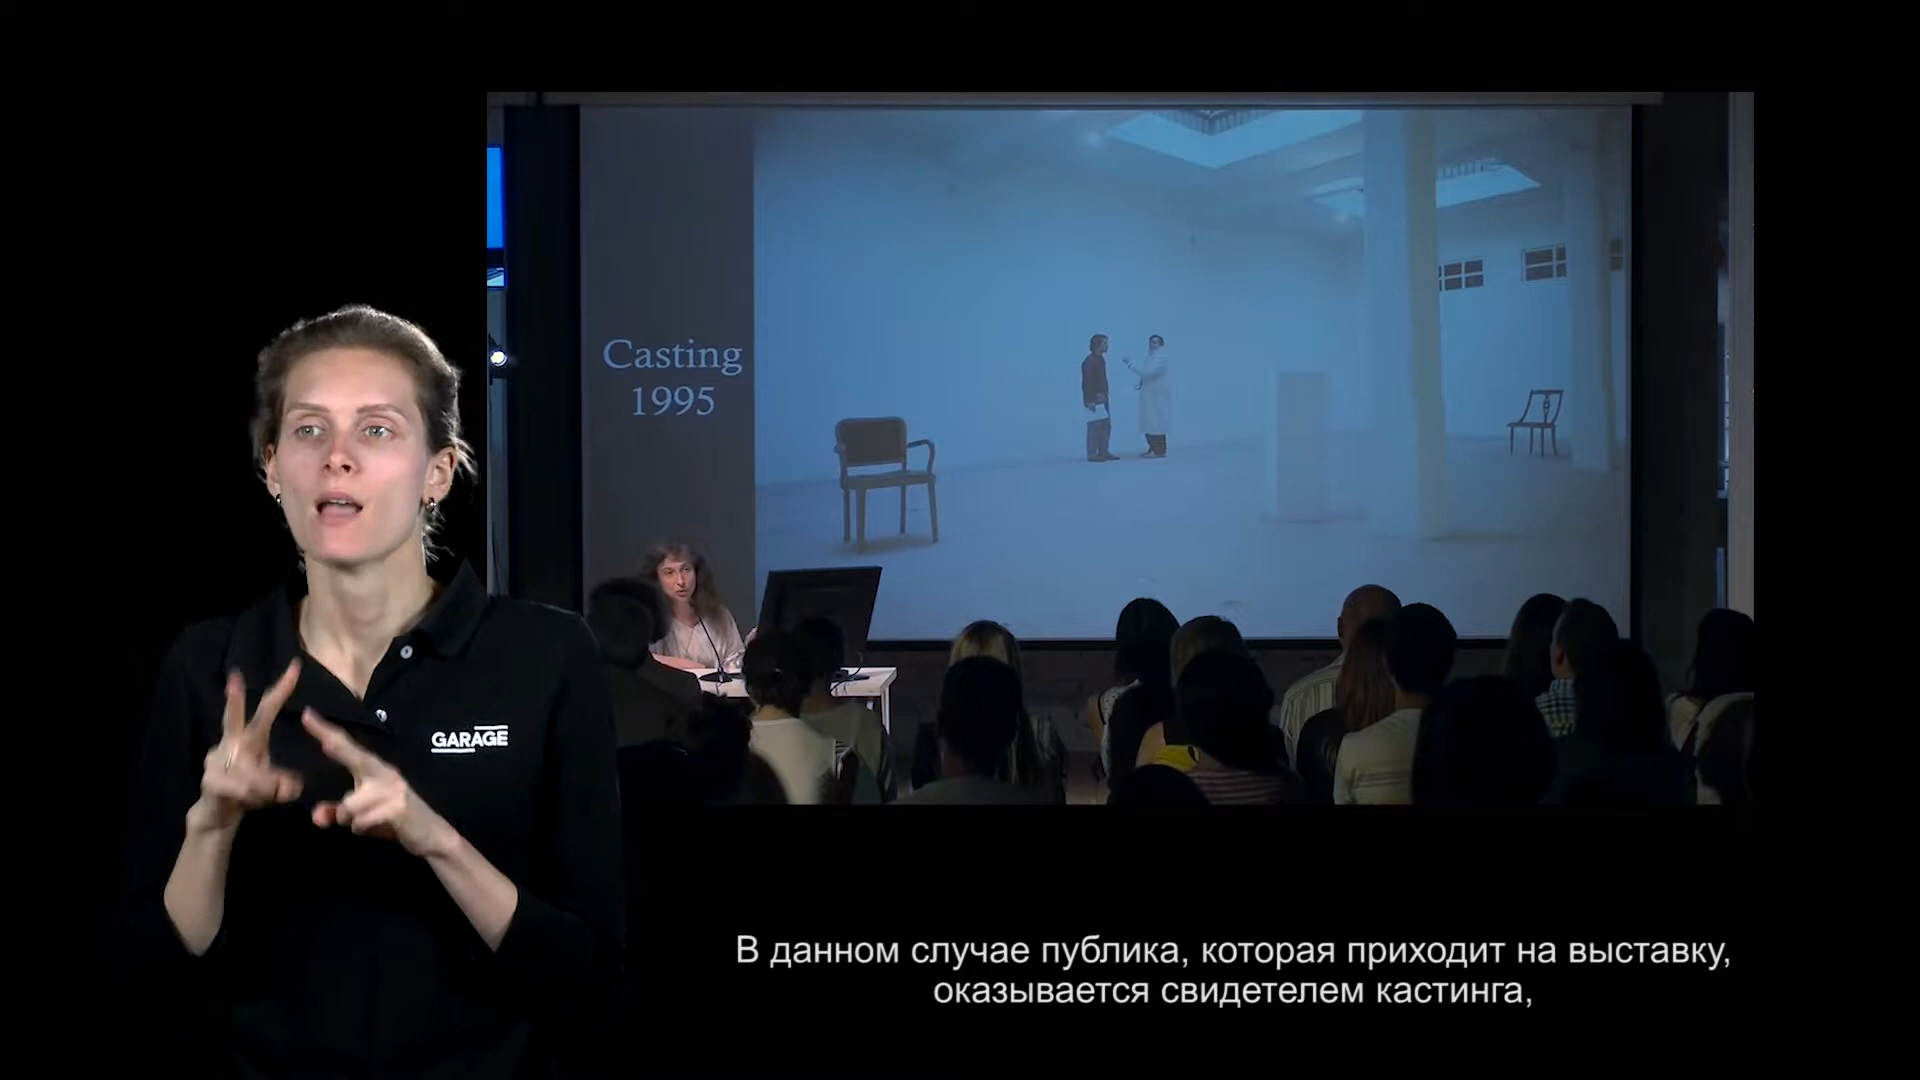 Casting
1995
GARAGE
В данном случае публика, которая приходит на выставку,
оказывается свидетелем кастинга,